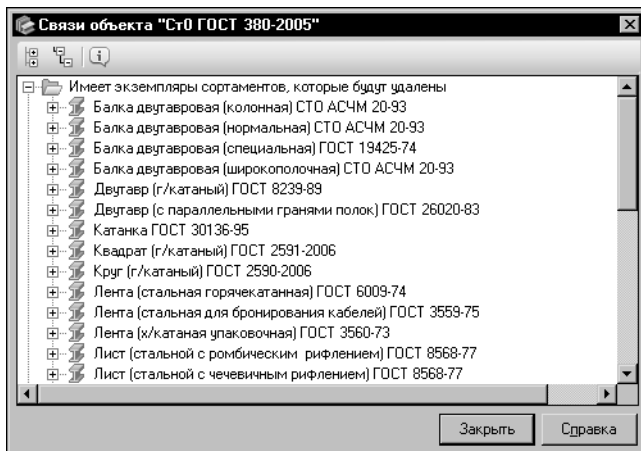 Связи объекта "Ст0 ГОСТ 380-2005"
Имеет экземпляры сортаментов, которые будут удалены
Балка двутавровая (колонная) СТО АСЧМ 20-93
Балка двутавровая (нормальная) СТО АСЧМ 20-93
Балка двутавровая (специальная) ГОСТ 19425-74
Балка двутавровая (широкополочная) СТО АСЧМ 20-93
Двутавр (г/катаный) ГОСТ 8239-89
Двутавр (с параллельными гранями полок) ГОСТ 26020-83
Катанка ГОСТ 30136-95
Квадрат (г/катаный) ГОСТ 2591-2006
Круг (г/катаный) ГОСТ 2590-2006
Лента (стальная горячекатанная) ГОСТ 6009-74
Лента (стальная для бронирования кабелей) ГОСТ 3559-75
Лента (х/катаная упаковочная) ГОСТ 3560-73
Лист (стальной с ромбическим рифлением) ГОСТ 8568-77
Лист (стальной с чечевичным рифлением) ГОСТ 8568-77
Закрыть Справка